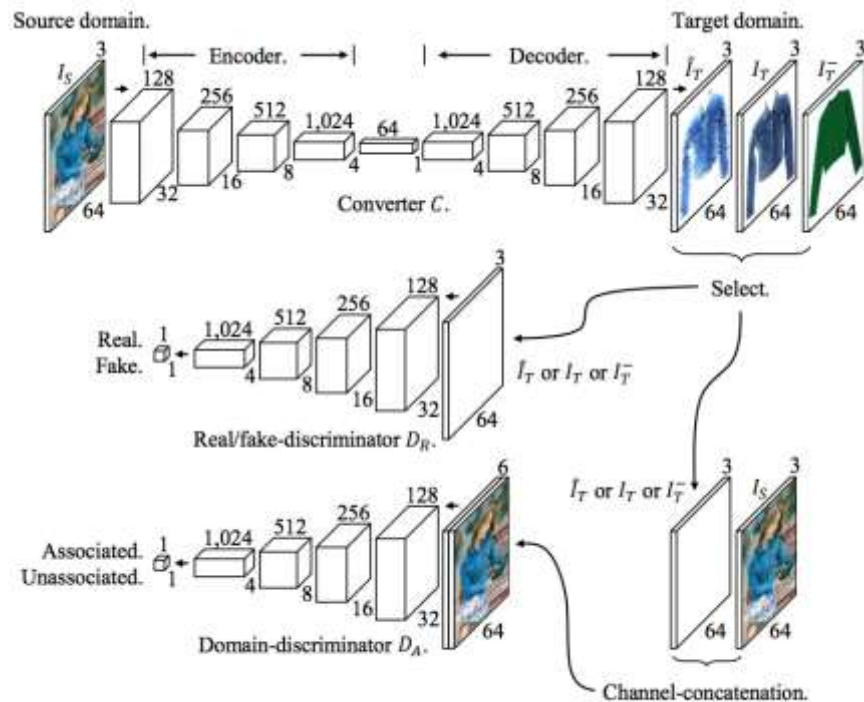 Source domain.
Target domain.
3
I_S
128
Encoder.
Decoder.
128
3
Î_T
3
I_T
3
I_T^-
256
512
1,024
64
1,024
512
256
64
32
16
8
4
1
4
8
16
32
64
64
64
Converter C.
Select.
3
128
256
512
1,024
1
Real.
Fake.
1
4
8
16
32
64
Î_T or I_T or I_T^-
Real/fake-discriminator D_R.
6
128
256
512
1,024
1
Associated.
Unassociated.
1
4
8
16
32
64
Domain-discriminator D_A.
Î_T or I_T or I_T^-
3
I_S
3
64
64
Channel-concatenation.